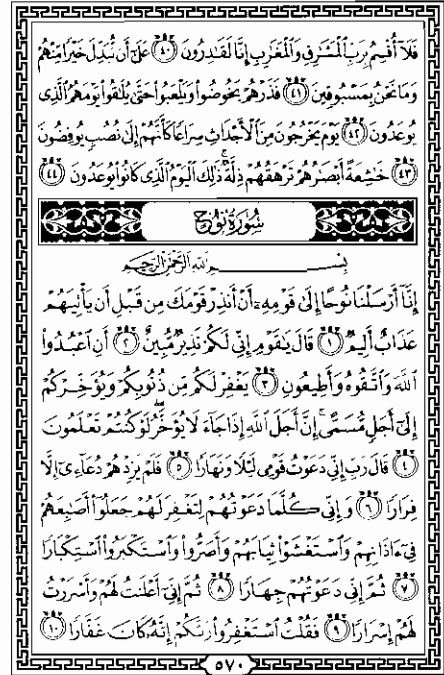 فَلَآ أُقْسِمُ بِرَبِّ ٱلْمَشَٰرِقِ وَٱلْمَغَٰرِبِ إِنَّا لَقَٰدِرُونَ ﴿٤٠﴾ عَلَىٰٓ أَن نُّبَدِّلَ خَيْرًا مِّنْهُمْ
وَمَا نَحْنُ بِمَسْبُوقِينَ ﴿٤١﴾ فَذَرْهُمْ يَخُوضُوا۟ وَيَلْعَبُوا۟ حَتَّىٰ يُلَٰقُوا۟ يَوْمَهُمُ ٱلَّذِى
يُوعَدُونَ ﴿٤٢﴾ يَوْمَ يَخْرُجُونَ مِنَ ٱلْأَجْدَاثِ سِرَاعًا كَأَنَّهُمْ إِلَىٰ نُصُبٍ يُوفِضُونَ
﴿٤٣﴾ خَٰشِعَةً أَبْصَٰرُهُمْ تَرْهَقُهُمْ ذِلَّةٌ ۚ ذَٰلِكَ ٱلْيَوْمُ ٱلَّذِى كَانُوا۟ يُوعَدُونَ ﴿٤٤﴾
سُورَةُ نُوحٍ
بِسْمِ ٱللَّهِ ٱلرَّحْمَٰنِ ٱلرَّحِيمِ
إِنَّآ أَرْسَلْنَا نُوحًا إِلَىٰ قَوْمِهِۦٓ أَنْ أَنذِرْ قَوْمَكَ مِن قَبْلِ أَن يَأْتِيَهُمْ
عَذَابٌ أَلِيمٌ ﴿١﴾ قَالَ يَٰقَوْمِ إِنِّى لَكُمْ نَذِيرٌ مُّبِينٌ ﴿٢﴾ أَنِ ٱعْبُدُوا۟
ٱللَّهَ وَٱتَّقُوهُ وَأَطِيعُونِ ﴿٣﴾ يَغْفِرْ لَكُم مِّن ذُنُوبِكُمْ وَيُؤَخِّرْكُمْ
إِلَىٰٓ أَجَلٍ مُّسَمًّى ۚ إِنَّ أَجَلَ ٱللَّهِ إِذَا جَآءَ لَا يُؤَخَّرُ ۖ لَوْ كُنتُمْ تَعْلَمُونَ
﴿٤﴾ قَالَ رَبِّ إِنِّى دَعَوْتُ قَوْمِى لَيْلًا وَنَهَارًا ﴿٥﴾ فَلَمْ يَزِدْهُمْ دُعَآءِىٓ إِلَّا
فِرَارًا ﴿٦﴾ وَإِنِّى كُلَّمَا دَعَوْتُهُمْ لِتَغْفِرَ لَهُمْ جَعَلُوٓا۟ أَصَٰبِعَهُمْ
فِىٓ ءَاذَانِهِمْ وَٱسْتَغْشَوْا۟ ثِيَابَهُمْ وَأَصَرُّوا۟ وَٱسْتَكْبَرُوا۟ ٱسْتِكْبَارًا
﴿٧﴾ ثُمَّ إِنِّى دَعَوْتُهُمْ جِهَارًا ﴿٨﴾ ثُمَّ إِنِّىٓ أَعْلَنتُ لَهُمْ وَأَسْرَرْتُ
لَهُمْ إِسْرَارًا ﴿٩﴾ فَقُلْتُ ٱسْتَغْفِرُوا۟ رَبَّكُمْ إِنَّهُۥ كَانَ غَفَّارًا ﴿١٠﴾
٥٧٠